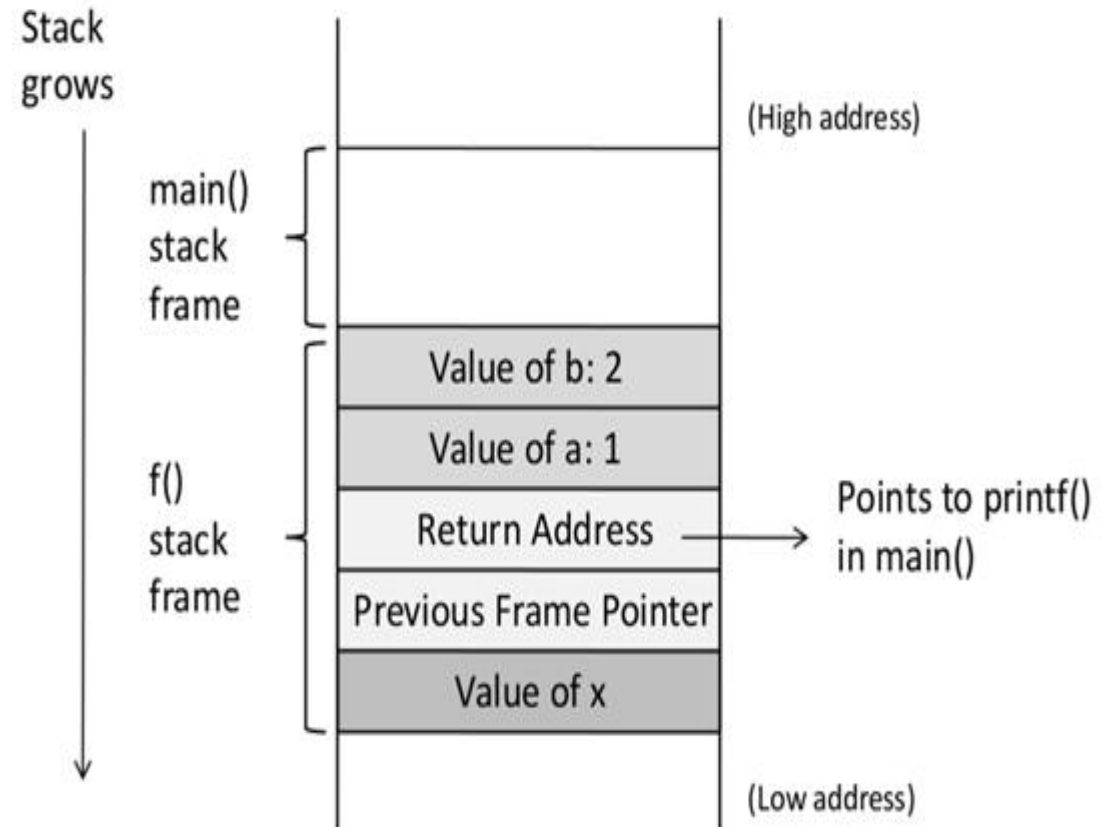 Stack
grows
(High address)
main()
stack
frame
Value of b: 2
Value of a: 1
f()
stack
frame
Return Address
Points to printf()
in main()
Previous Frame Pointer
Value of x
(Low address)